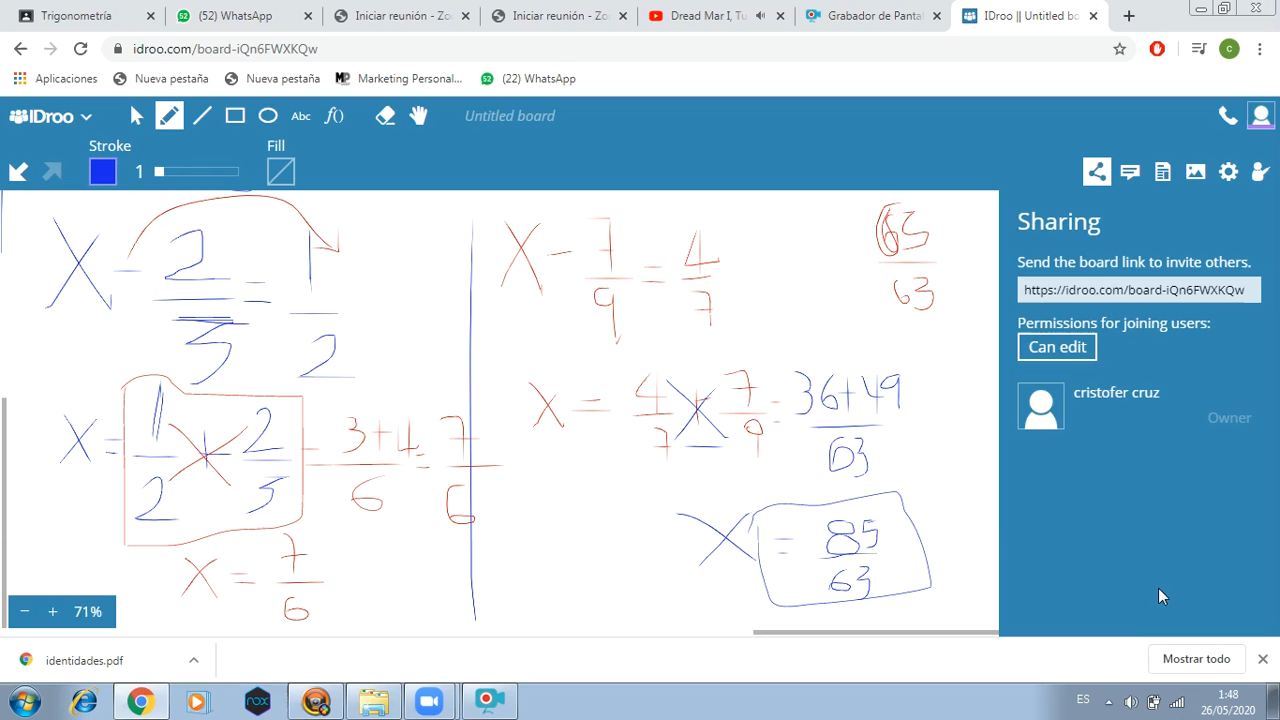 Trigonometría
(52) WhatsApp
Iniciar reunión - Zo
Iniciar reunión - Zo
Dread Mar I, Tu
Grabador de Pantal
IDroo || Untitled bo
idroo.com/board-iQn6FWXKQw
C
Aplicaciones
Nueva pestaña
Nueva pestaña
MP Marketing Personal...
(22) WhatsApp
IDroo
Abc
f()
Untitled board
Stroke
Fill
1
Sharing
Send the board link to invite others.
https://idroo.com/board-iQn6FWXKQw
Permissions for joining users:
Can edit
cristofer cruz
Owner
X - 2/3 = 1/2
X = 1/2 + 2/3 = 3+4/6 = 7/6
X = 7/6
X - 7/9 = 4/7
X = 4/7 + 7/9 = 36+49/63
X = 85/63
63
71%
identidades.pdf
Mostrar todo
nox
ES
1:48
26/05/2020